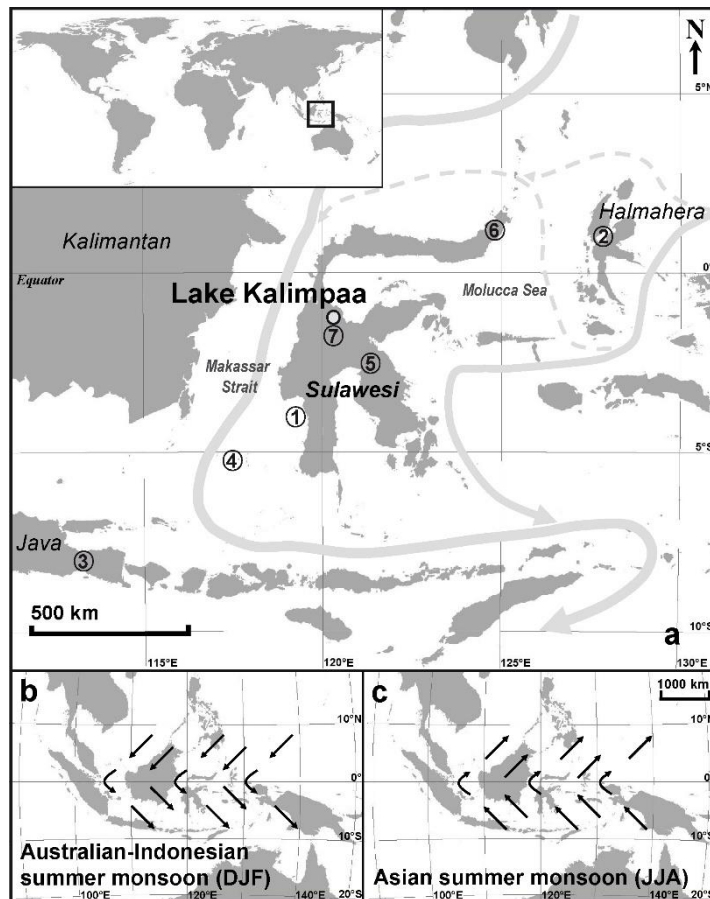 N
5°N
Halmahera
②
⑥
Kalimantan
Equator
0°
Lake Kalimpaa
Molucca Sea
⑦
Makassar
Strait
⑤
Sulawesi
①
④
5°S
Java
③
500 km
10°S
a
115°E
120°E
125°E
130°E
b
10°N
0°
10°S
Australian-Indonesian
summer monsoon (DJF)
100°E
120°E
20°S
c
1000 km
10°N
0°
10°S
Asian summer monsoon (JJA)
100°E
120°E
20°S